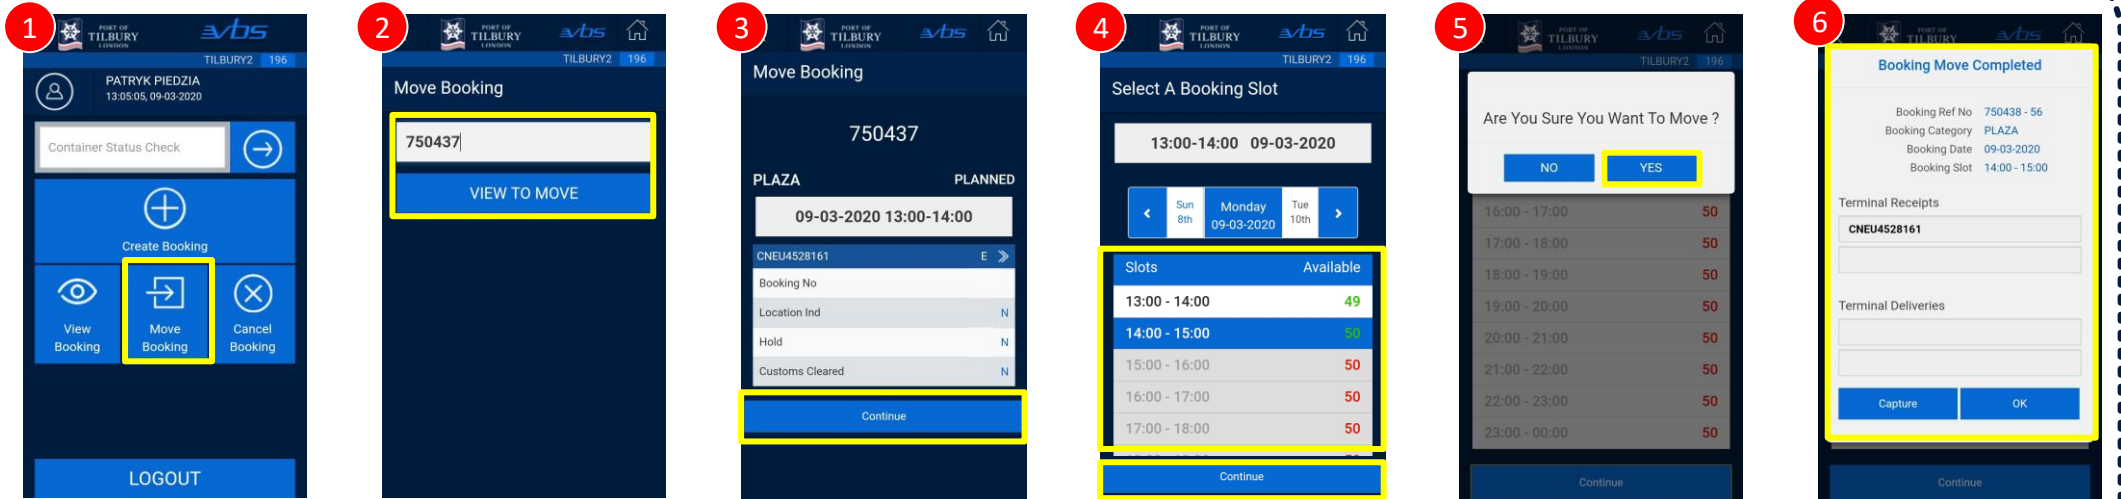 1
PORT OF
TILBURY
LONDON
vbs
TILBURY2 196
PATRYK PIEDZIA
13:05:05, 09-03-2020
Container Status Check
Create Booking
View
Booking
Move
Booking
Cancel
Booking
LOGOUT
2
PORT OF
TILBURY
LONDON
vbs
TILBURY2 196
Move Booking
750437
VIEW TO MOVE
3
PORT OF
TILBURY
LONDON
vbs
Move Booking
750437
PLAZA PLANNED
09-03-2020 13:00-14:00
CNEU4528161 E
Booking No
Location Ind N
Hold N
Customs Cleared N
Continue
4
PORT OF
TILBURY
LONDON
vbs
TILBURY2 196
Select A Booking Slot
13:00-14:00 09-03-2020
Sun
8th
Monday
09-03-2020
Tue
10th
Slots Available
13:00 - 14:00 49
14:00 - 15:00 50
15:00 - 16:00 50
16:00 - 17:00 50
17:00 - 18:00 50
Continue
5
PORT OF
TILBURY
LONDON
vbs
TILBURY2 196
Are You Sure You Want To Move ?
NO YES
16:00 - 17:00 50
17:00 - 18:00 50
18:00 - 19:00 50
19:00 - 20:00 50
20:00 - 21:00 50
21:00 - 22:00 50
22:00 - 23:00 50
23:00 - 00:00 50
Continue
6
PORT OF
TILBURY
vbs
Booking Move Completed
Booking Ref No 750438 - 56
Booking Category PLAZA
Booking Date 09-03-2020
Booking Slot 14:00 - 15:00
Terminal Receipts
CNEU4528161
Terminal Deliveries
Capture OK
Continue